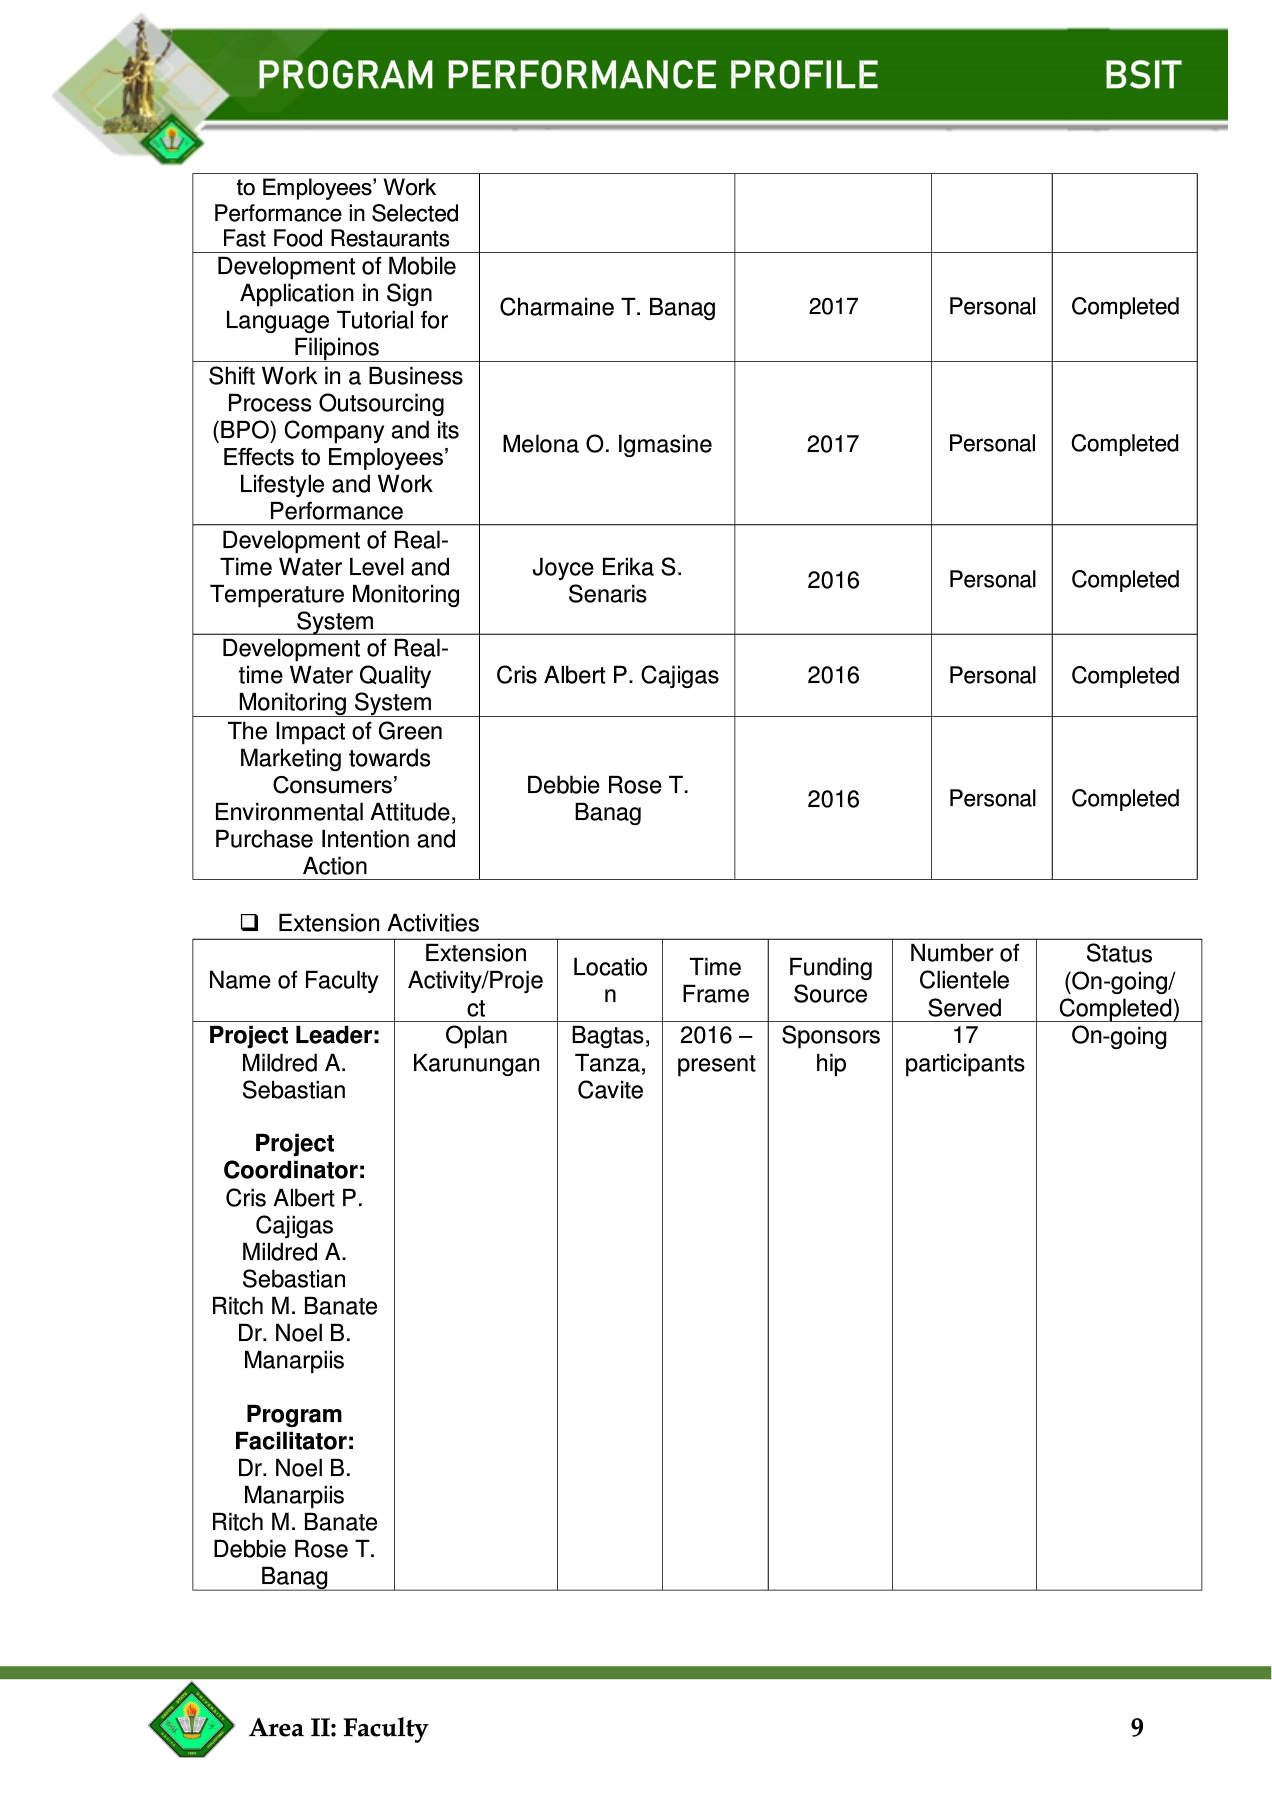 PROGRAM PERFORMANCE PROFILE BSIT
to Employees’ Work
Performance in Selected
Fast Food Restaurants
Development of Mobile
Application in Sign
Language Tutorial for
Filipinos
Charmaine T. Banag
2017
Personal
Completed
Shift Work in a Business
Process Outsourcing
(BPO) Company and its
Effects to Employees’
Lifestyle and Work
Performance
Melona O. Igmasine
2017
Personal
Completed
Development of Real-
Time Water Level and
Temperature Monitoring
System
Joyce Erika S.
Senaris
2016
Personal
Completed
Development of Real-
time Water Quality
Monitoring System
Cris Albert P. Cajigas
2016
Personal
Completed
The Impact of Green
Marketing towards
Consumers’
Environmental Attitude,
Purchase Intention and
Action
Debbie Rose T.
Banag
2016
Personal
Completed
❑ Extension Activities
Name of Faculty
Extension
Activity/Proje
ct
Locatio
n
Time
Frame
Funding
Source
Number of
Clientele
Served
Status
(On-going/
Completed)
Project Leader:
Mildred A.
Sebastian
Project
Coordinator:
Cris Albert P.
Cajigas
Mildred A.
Sebastian
Ritch M. Banate
Dr. Noel B.
Manarpiis
Program
Facilitator:
Dr. Noel B.
Manarpiis
Ritch M. Banate
Debbie Rose T.
Banag
Oplan
Karunungan
Bagtas,
Tanza,
Cavite
2016 –
present
Sponsors
hip
17
participants
On-going
Area II: Faculty 9